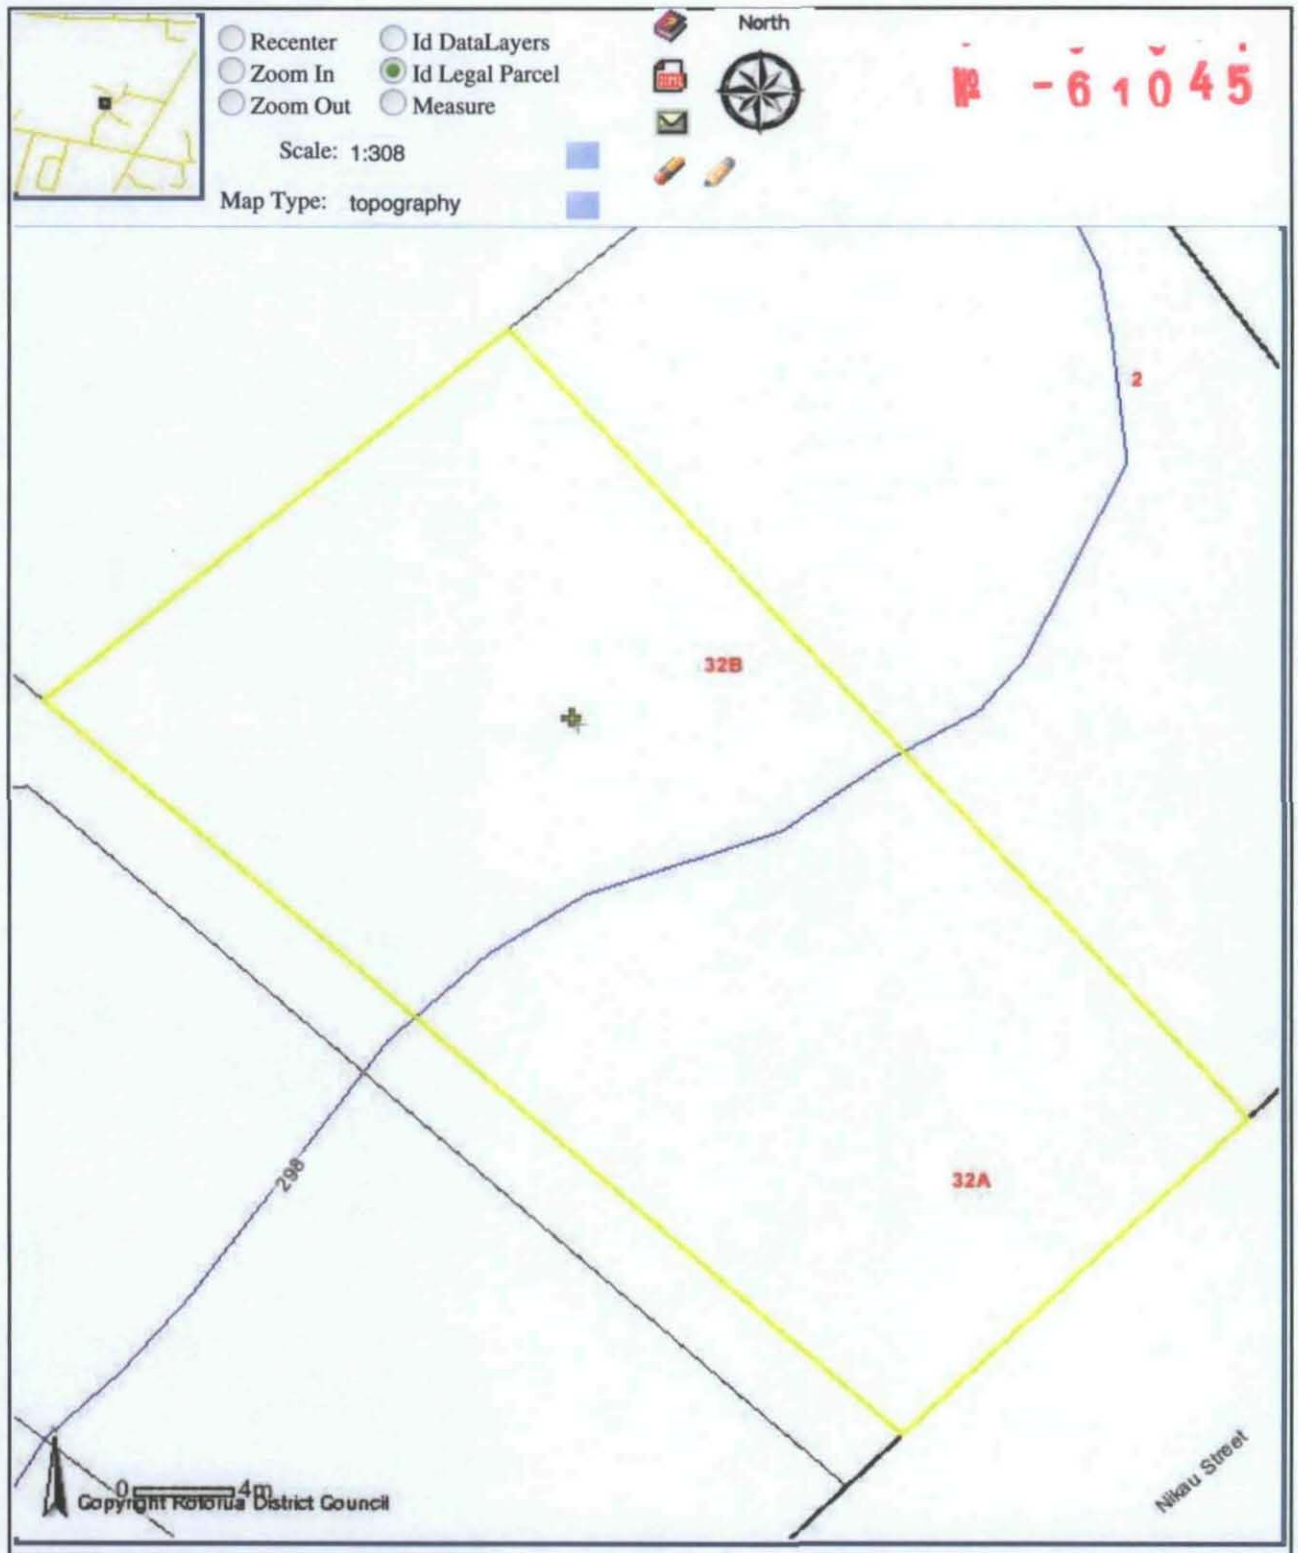 North
№ -61045
Recenter
Id DataLayers
Zoom In
Id Legal Parcel
Zoom Out
Measure
Scale: 1:308
Map Type: topography
2
32B
32A
298
Nikau Street
0 4m
Copyright Rotorua District Council